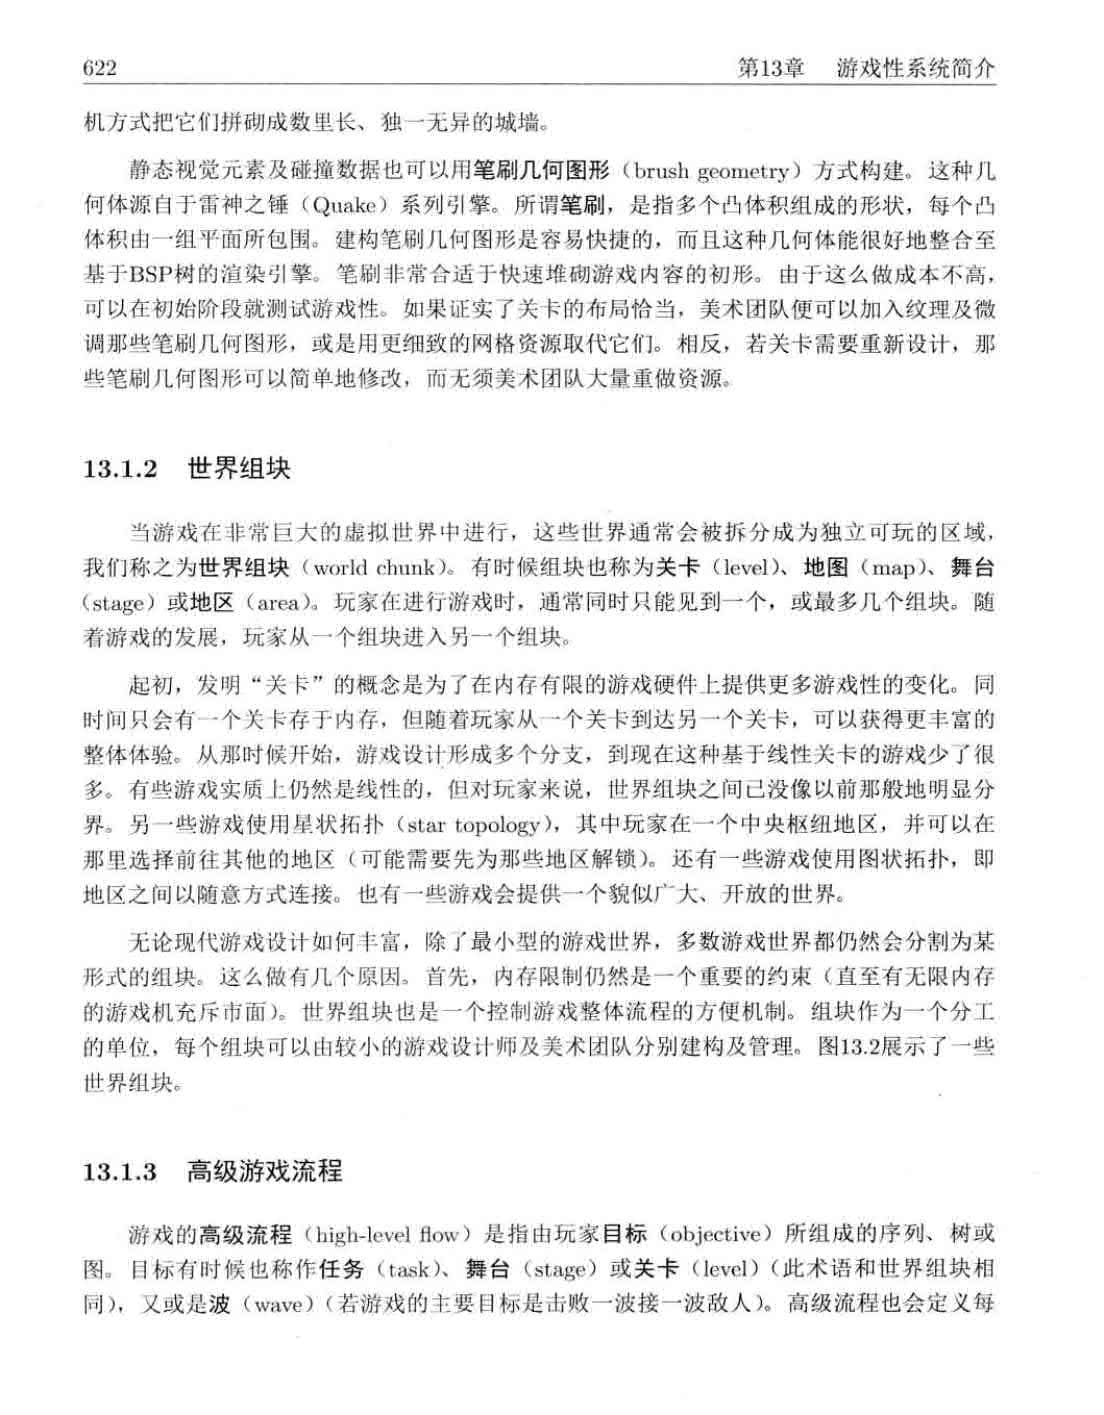 622
第13章 游戏性系统简介
机方式把它们拼砌成数里长、独一无异的城墙。
静态视觉元素及碰撞数据也可以用笔刷几何图形（brush geometry）方式构建。这种几
何体源自于雷神之锤（Quake）系列引擎。所谓笔刷，是指多个凸体积组成的形状，每个凸
体积由一组平面所包围。建构笔刷几何图形是容易快捷的，而且这种几何体能很好地整合至
基于BSP树的渲染引擎。笔刷非常合适于快速堆砌游戏内容的初形。由于这么做成本不高，
可以在初始阶段就测试游戏性。如果证实了关卡的布局恰当，美术团队便可以加入纹理及微
调那些笔刷几何图形，或是用更细致的网格资源取代它们。相反，若关卡需要重新设计，那
些笔刷几何图形可以简单地修改，而无须美术团队大量重做资源。
13.1.2 世界组块
当游戏在非常巨大的虚拟世界中进行，这些世界通常会被拆分成为独立可玩的区域，
我们称之为世界组块（world chunk）。有时候组块也称为关卡（level）、地图（map）、舞台
（stage）或地区（area）。玩家在进行游戏时，通常同时只能见到一个，或最多几个组块。随
着游戏的发展，玩家从一个组块进入另一个组块。
起初，发明“关卡”的概念是为了在内存有限的游戏硬件上提供更多游戏性的变化。同
时间只会有一个关卡存于内存，但随着玩家从一个关卡到达另一个关卡，可以获得更丰富的
整体体验。从那时候开始，游戏设计形成多个分支，到现在这种基于线性关卡的游戏少了很
多。有些游戏实质上仍然是线性的，但对玩家来说，世界组块之间已没像以前那般地明显分
界。另一些游戏使用星状拓扑（star topology），其中玩家在一个中央枢纽地区，并可以在
那里选择前往其他的地区（可能需要先为那些地区解锁）。还有一些游戏使用图状拓扑，即
地区之间以随意方式连接。也有一些游戏会提供一个貌似广大、开放的世界。
无论现代游戏设计如何丰富，除了最小型的游戏世界，多数游戏世界都仍然会分割为某
形式的组块。这么做有几个原因。首先，内存限制仍然是一个重要的约束（直至有无限内存
的游戏机充斥市面）。世界组块也是一个控制游戏整体流程的方便机制。组块作为一个分工
的单位，每个组块可以由较小的游戏设计师及美术团队分别建构及管理。图13.2展示了一些
世界组块。
13.1.3 高级游戏流程
游戏的高级流程（high-level flow）是指由玩家目标（objective）所组成的序列、树或
图。目标有时候也称作任务（task）、舞台（stage）或关卡（level）（此术语和世界组块相
同），又或是波（wave）（若游戏的主要目标是击败一波接一波敌人）。高级流程也会定义每